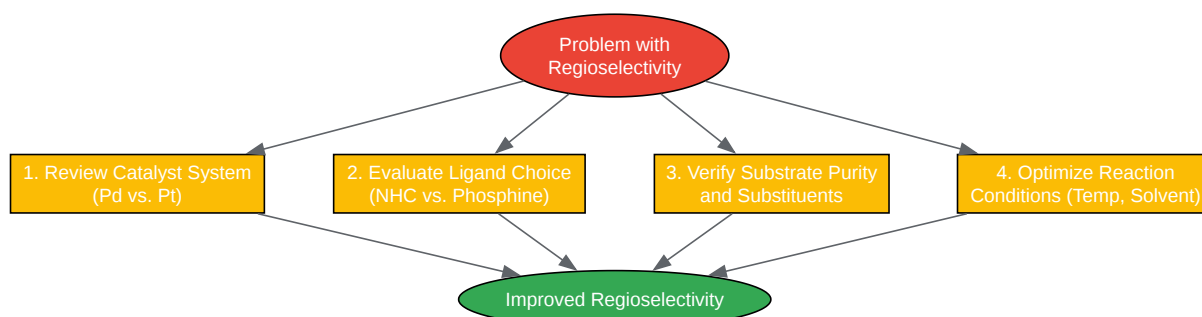 Problem with
Regioselectivity
1. Review Catalyst System
(Pd vs. Pt)
2. Evaluate Ligand Choice
(NHC vs. Phosphine)
3. Verify Substrate Purity
and Substituents
4. Optimize Reaction
Conditions (Temp, Solvent)
Improved Regioselectivity